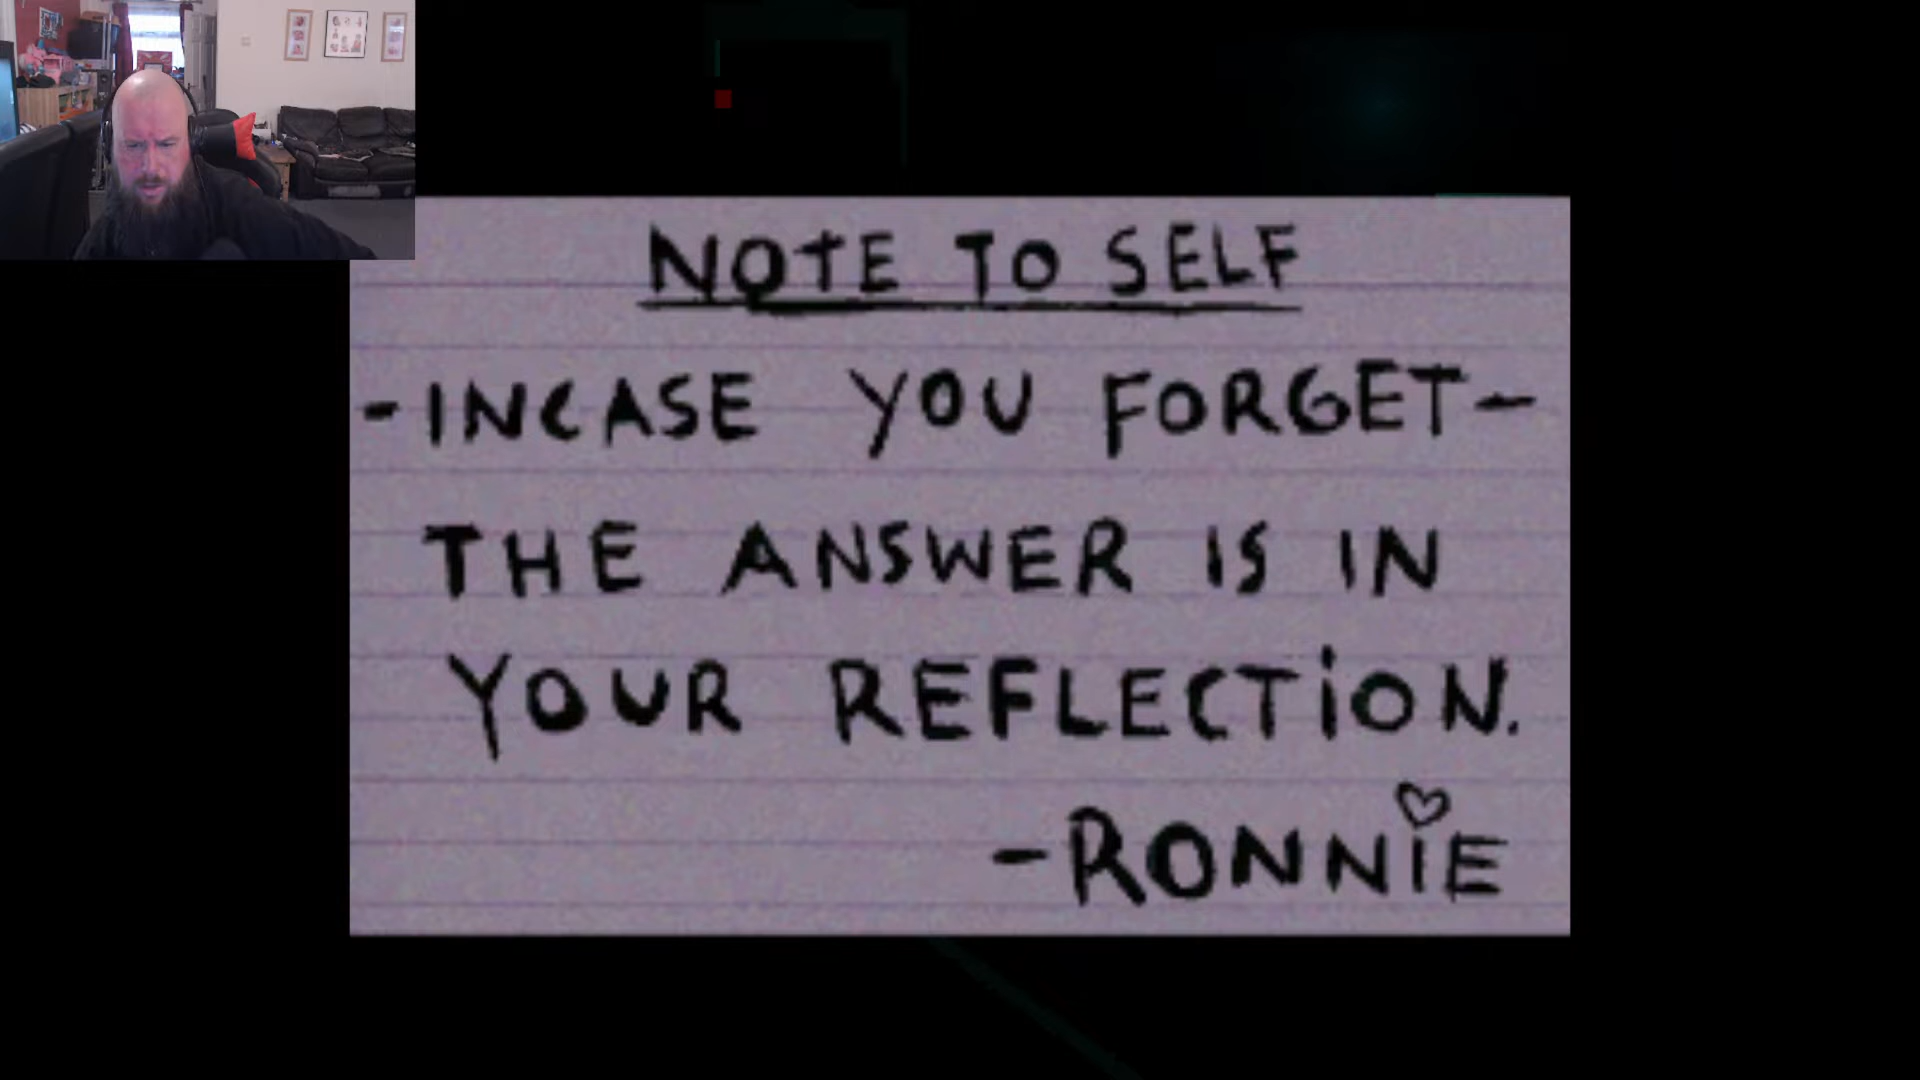 NOTE TO SELF
-INCASE YOU FORGET-
THE ANSWER IS IN
YOUR REFLECTiON.
-RONNiE